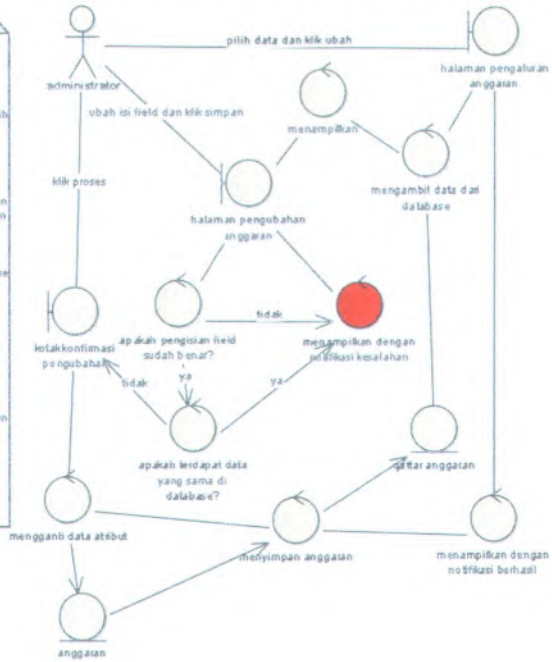 pilih data dan klik ubah
administrator
halaman pengaturan
anggaran
ubah isi field dan klik simpan
menampilkan
klik proses
mengambil data dari
database
halaman pengubahan
anggaran
tidak
kotak konfirmasi
pengubahan
apakah pengisian field
sudah benar?
menampilkan dengan
notifikasi kesalahan
tidak
ya
ya
apakah terdapat data
yang sama di
database?
daftar anggaran
mengganti data atribut
menyimpan anggaran
menampilkan dengan
notifikasi berhasil
anggaran